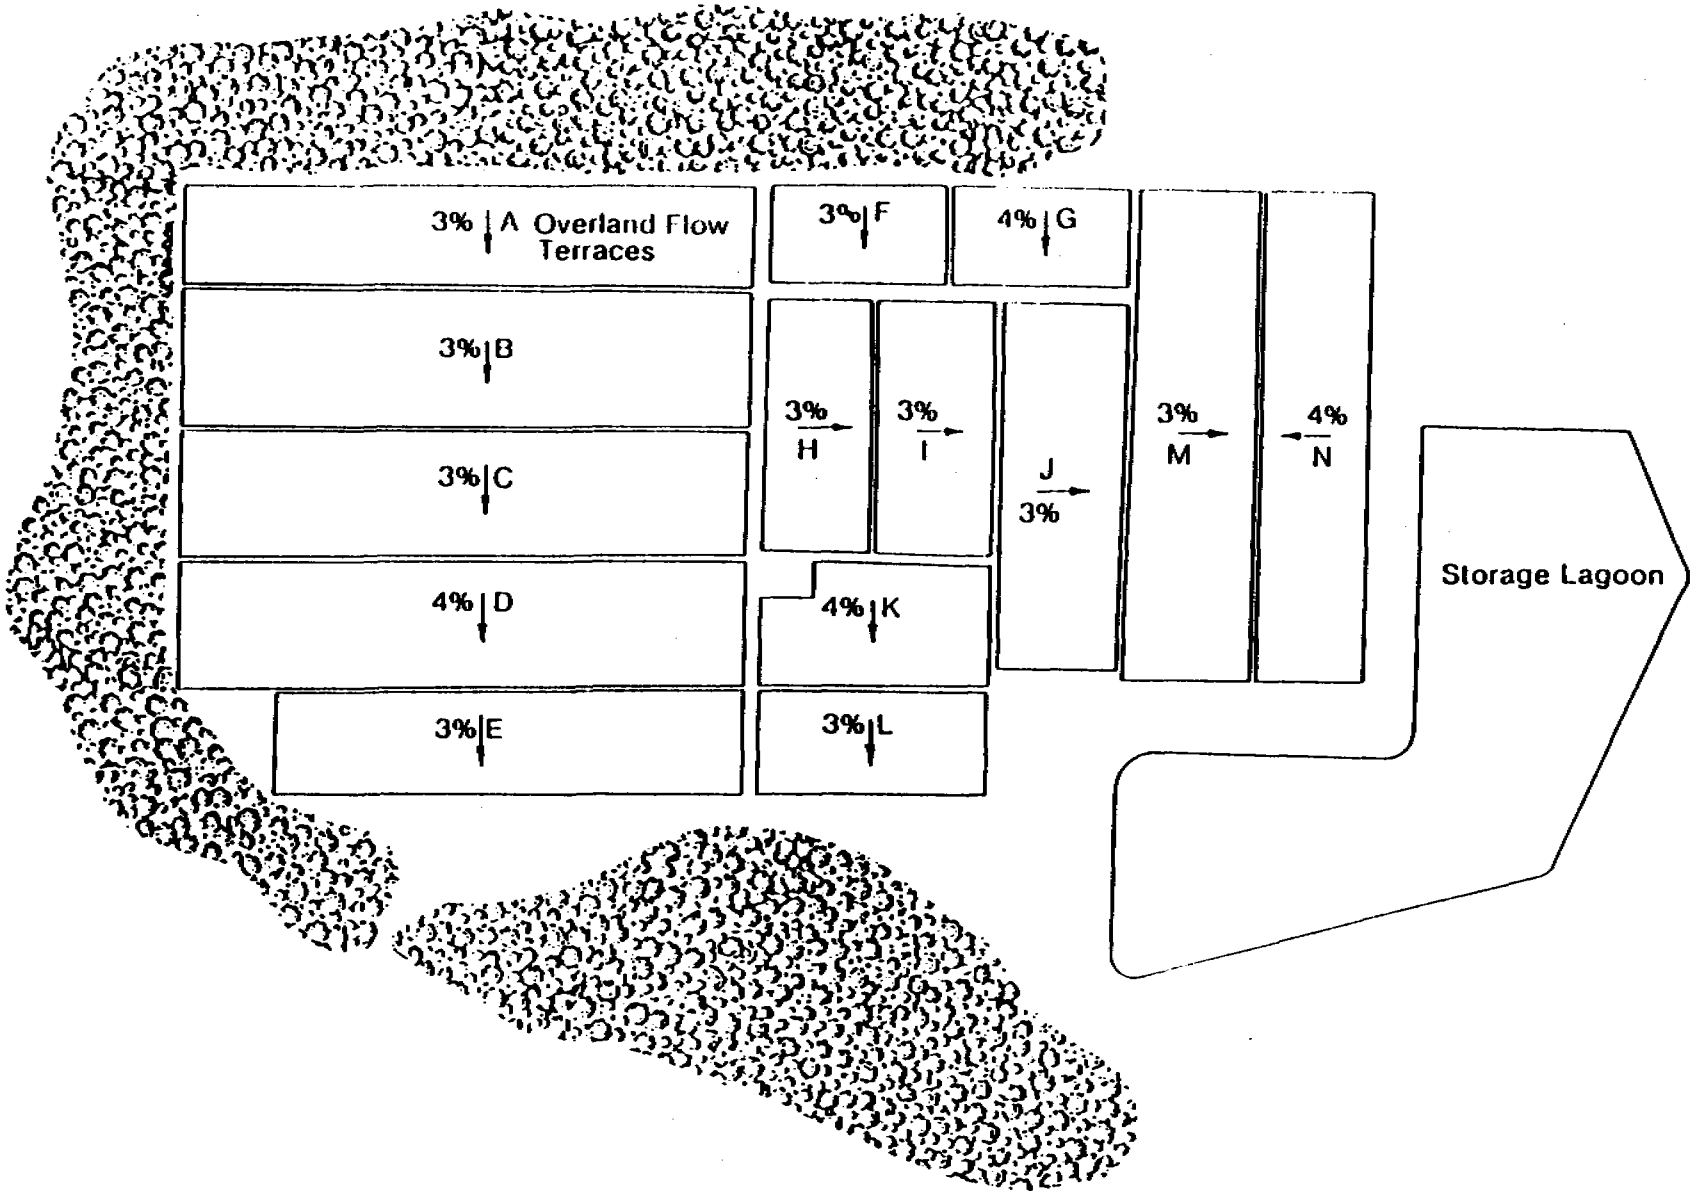 3% A Overland Flow
Terraces
3% F
4% G
3% B
3% C
4% D
3% E
3%
H
3%
I
J
3%
4% K
3% L
3%
M
4%
N
Storage Lagoon